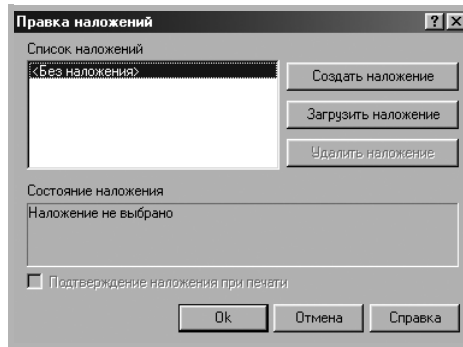 Правка наложений
Список наложений
<Без наложения>
Создать наложение
Загрузить наложение
Удалить наложение
Состояние наложения
Наложение не выбрано
Подтверждение наложения при печати
Ok Отмена Справка